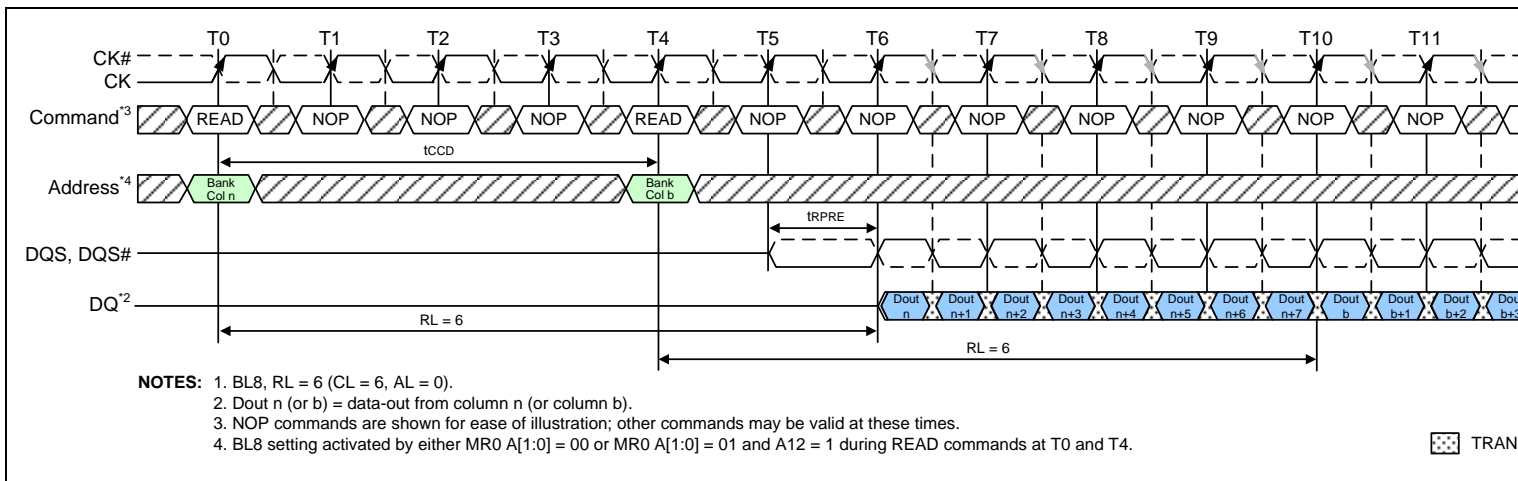 T0 T1 T2 T3 T4 T5 T6 T7 T8 T9 T10 T11
CK#
CK
Command*3 READ NOP NOP NOP READ NOP NOP NOP NOP NOP NOP NOP
tCCD
Address*4 Bank Col n Bank Col b
tRPRE
DQS, DQS#
DQ*2 Dout n Dout n+1 Dout n+2 Dout n+3 Dout n+4 Dout n+5 Dout n+6 Dout n+7 Dout b Dout b+1 Dout b+2 Dou b+3
RL = 6
RL = 6
NOTES: 1. BL8, RL = 6 (CL = 6, AL = 0).
2. Dout n (or b) = data-out from column n (or column b).
3. NOP commands are shown for ease of illustration; other commands may be valid at these times.
4. BL8 setting activated by either MR0 A[1:0] = 00 or MR0 A[1:0] = 01 and A12 = 1 during READ commands at T0 and T4.
TRAN